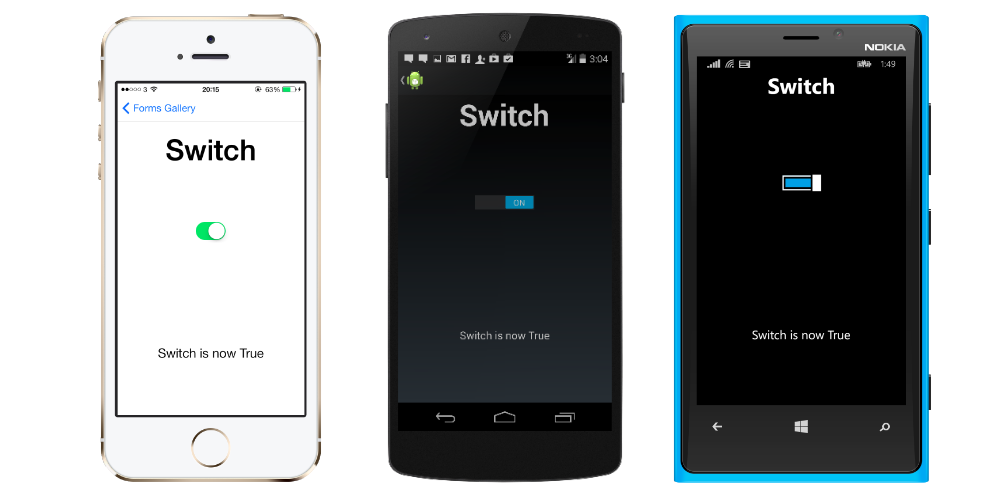 3 20:15 63%
Forms Gallery
Switch
Switch is now True
3G 3:04
Switch
ON
Switch is now True
NOKIA
1:49
Switch
Switch is now True